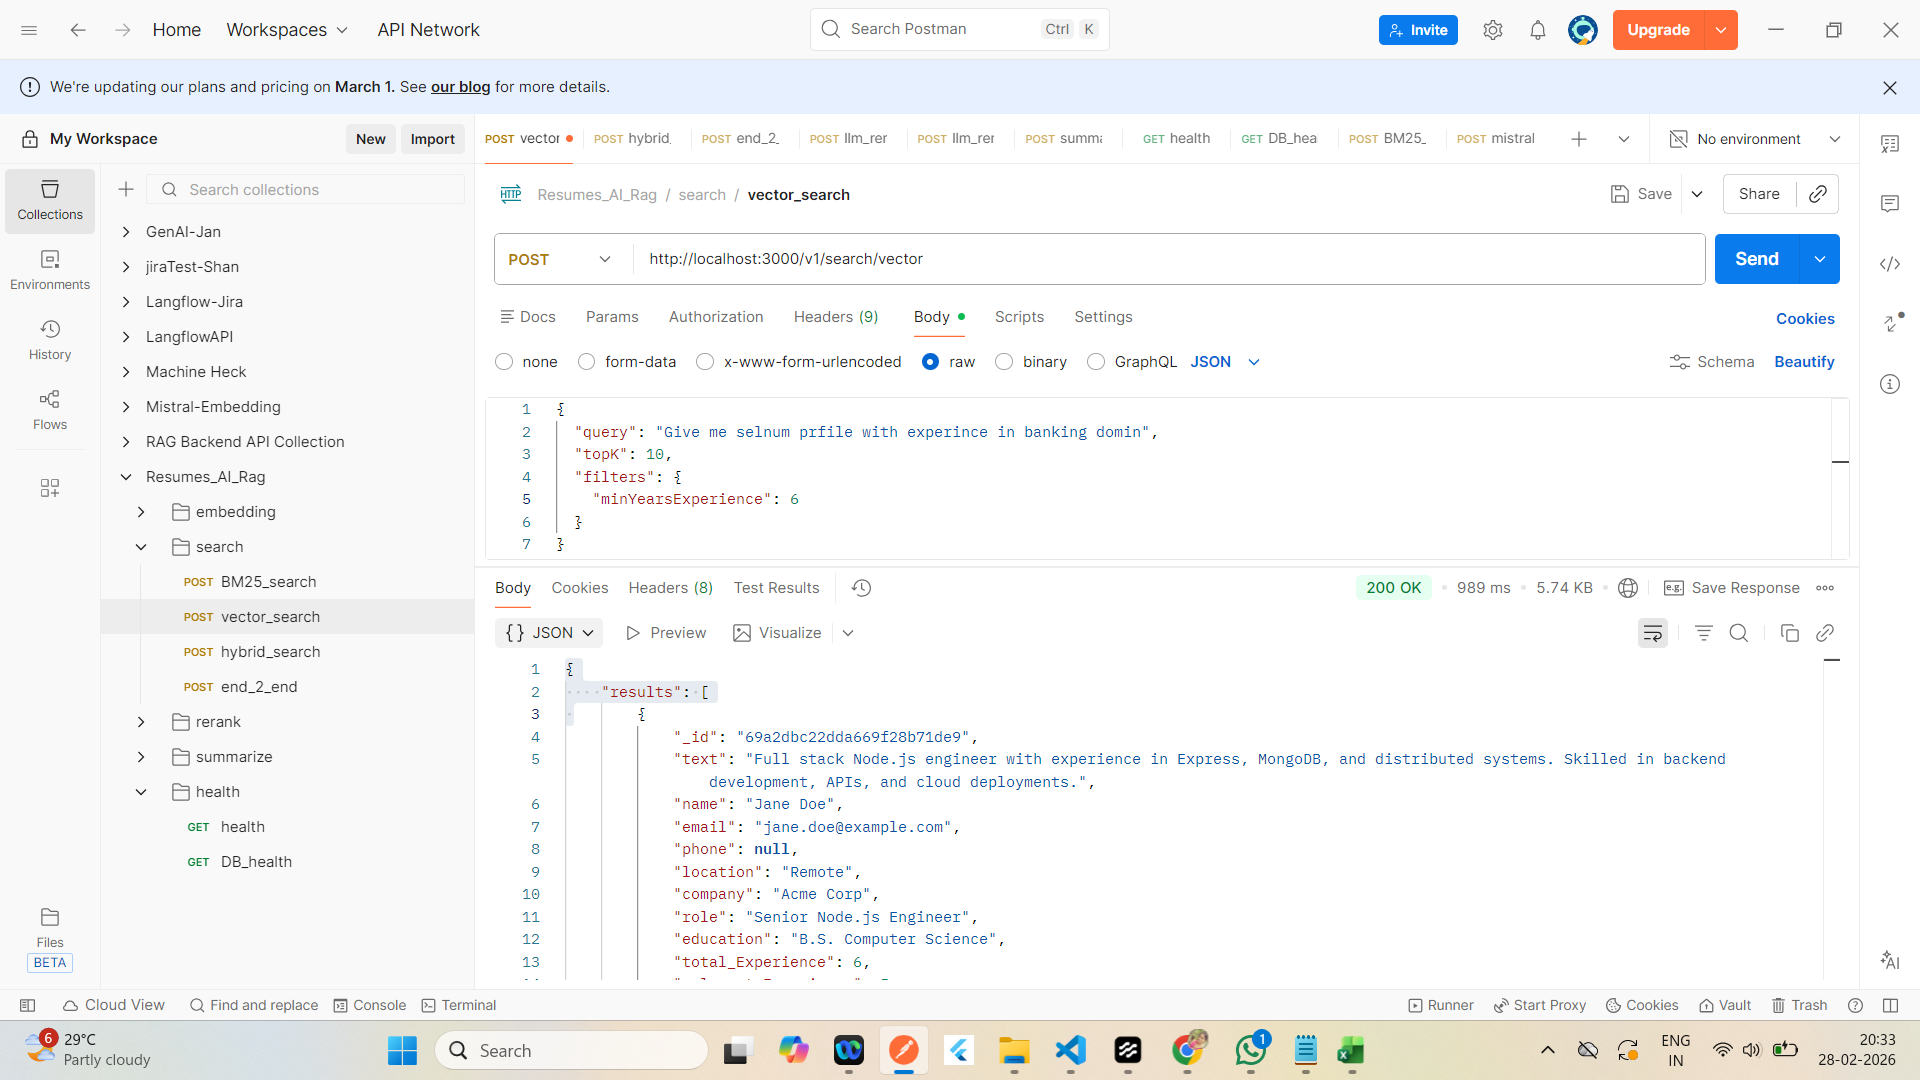 Home
Workspaces
API Network
Search Postman
Ctrl
K
Invite
Upgrade
We're updating our plans and pricing on March 1. See our blog for more details.
My Workspace
New
Import
POST vector
POST hybrid_
POST end_2_
POST llm_rer
POST llm_rer
POST summa
GET health
GET DB_hea
POST BM25_
POST mistral
No environment
Collections
Environments
History
Flows
Files
BETA
Search collections
GenAI-Jan
jiraTest-Shan
Langflow-Jira
LangflowAPI
Machine Heck
Mistral-Embedding
RAG Backend API Collection
Resumes_AI_Rag
embedding
search
POST BM25_search
POST vector_search
POST hybrid_search
POST end_2_end
rerank
summarize
health
GET health
GET DB_health
HTTP
Resumes_AI_Rag / search / vector_search
Save
Share
POST
http://localhost:3000/v1/search/vector
Send
Docs
Params
Authorization
Headers (9)
Body
Scripts
Settings
Cookies
none
form-data
x-www-form-urlencoded
raw
binary
GraphQL
JSON
Schema
Beautify
1 {
2 "query": "Give me selnum prfile with experince in banking domin",
3 "topK": 10,
4 "filters": {
5 "minYearsExperience": 6
6 }
7 }
Body
Cookies
Headers (8)
Test Results
200 OK
989 ms
5.74 KB
e.g.
Save Response
{} JSON
Preview
Visualize
1 {
2 "results": [
3 {
4 "_id": "69a2dbc22dda669f28b71de9",
5 "text": "Full stack Node.js engineer with experience in Express, MongoDB, and distributed systems. Skilled in backend
development, APIs, and cloud deployments.",
6 "name": "Jane Doe",
7 "email": "jane.doe@example.com",
8 "phone": null,
9 "location": "Remote",
10 "company": "Acme Corp",
11 "role": "Senior Node.js Engineer",
12 "education": "B.S. Computer Science",
13 "total_Experience": 6,
Cloud View
Find and replace
Console
Terminal
Runner
Start Proxy
Cookies
Vault
Trash
6
29°C
Partly cloudy
Search
1
ENG
IN
20:33
28-02-2026